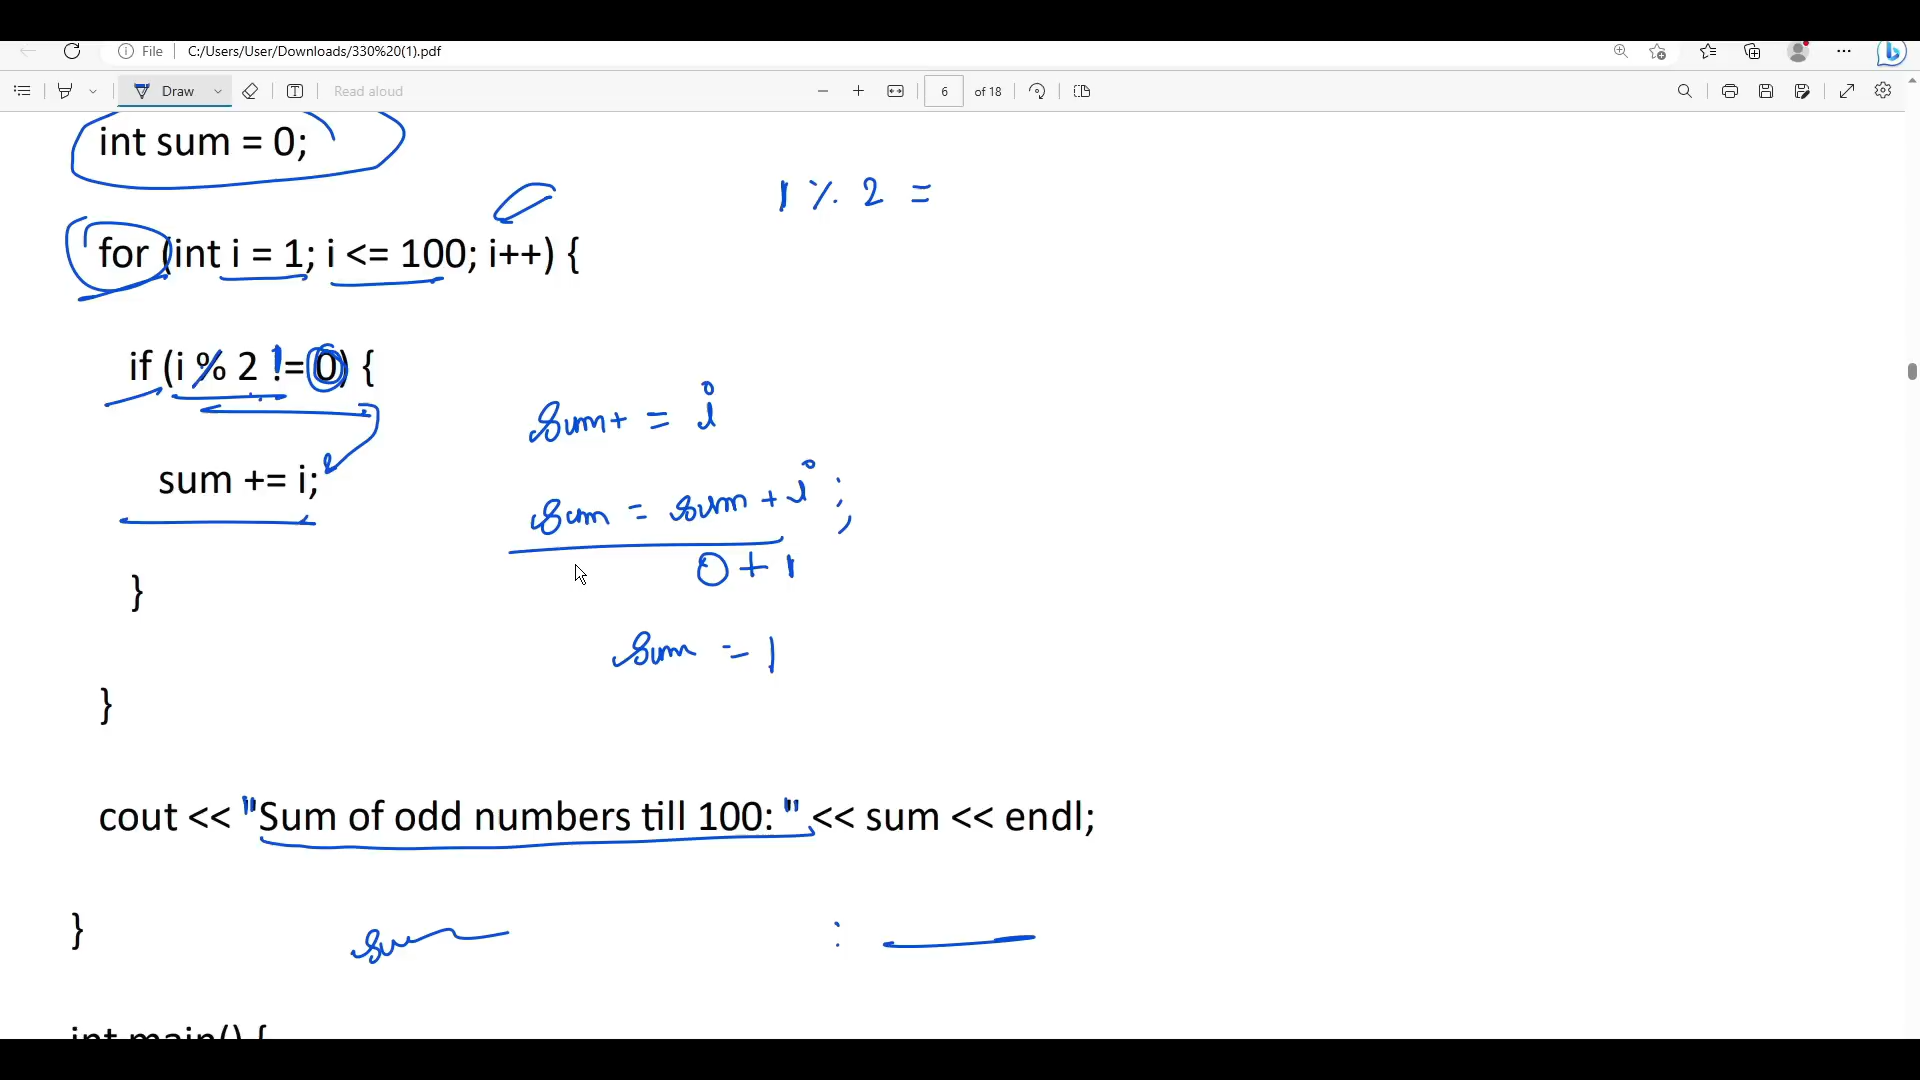 File C:/Users/User/Downloads/330%20(1).pdf
Draw T Read aloud 6 of 18
int sum = 0;
1 % 2 =
for (int i = 1; i <= 100; i++) {
if (i % 2 != 0) {
sum+ = i
sum += i;
sum = sum + i ;
0 + 1
}
sum = 1
}
cout << "Sum of odd numbers till 100: " << sum << endl;
}
sum :
int main() {